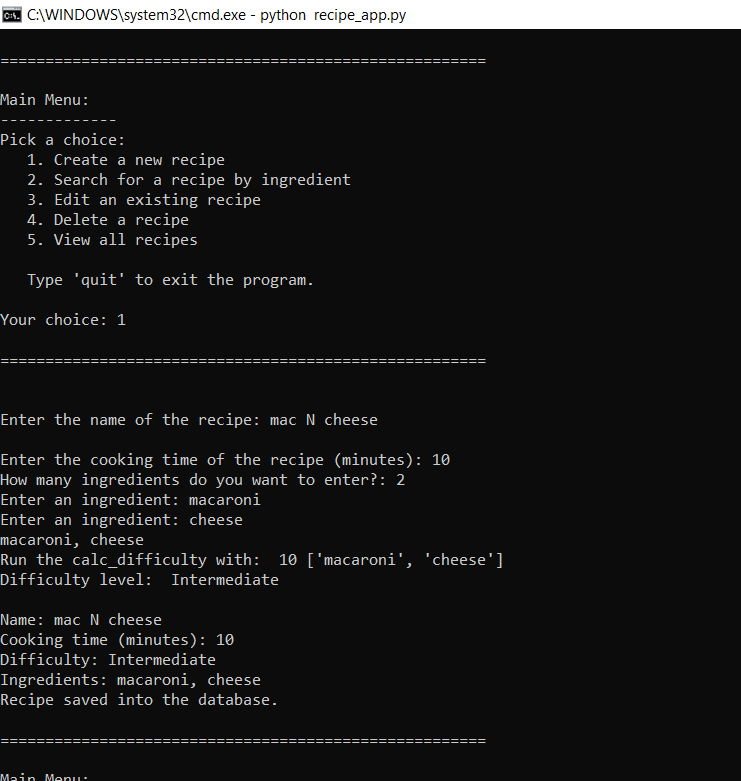 C:\WINDOWS\system32\cmd.exe - python  recipe_app.py
======================================================
Main Menu:
-------------
Pick a choice:
   1. Create a new recipe
   2. Search for a recipe by ingredient
   3. Edit an existing recipe
   4. Delete a recipe
   5. View all recipes
   Type 'quit' to exit the program.
Your choice: 1
======================================================
Enter the name of the recipe: mac N cheese
Enter the cooking time of the recipe (minutes): 10
How many ingredients do you want to enter?: 2
Enter an ingredient: macaroni
Enter an ingredient: cheese
macaroni, cheese
Run the calc_difficulty with:  10 ['macaroni', 'cheese']
Difficulty level:  Intermediate
Name: mac N cheese
Cooking time (minutes): 10
Difficulty: Intermediate
Ingredients: macaroni, cheese
Recipe saved into the database.
======================================================
Main Menu: